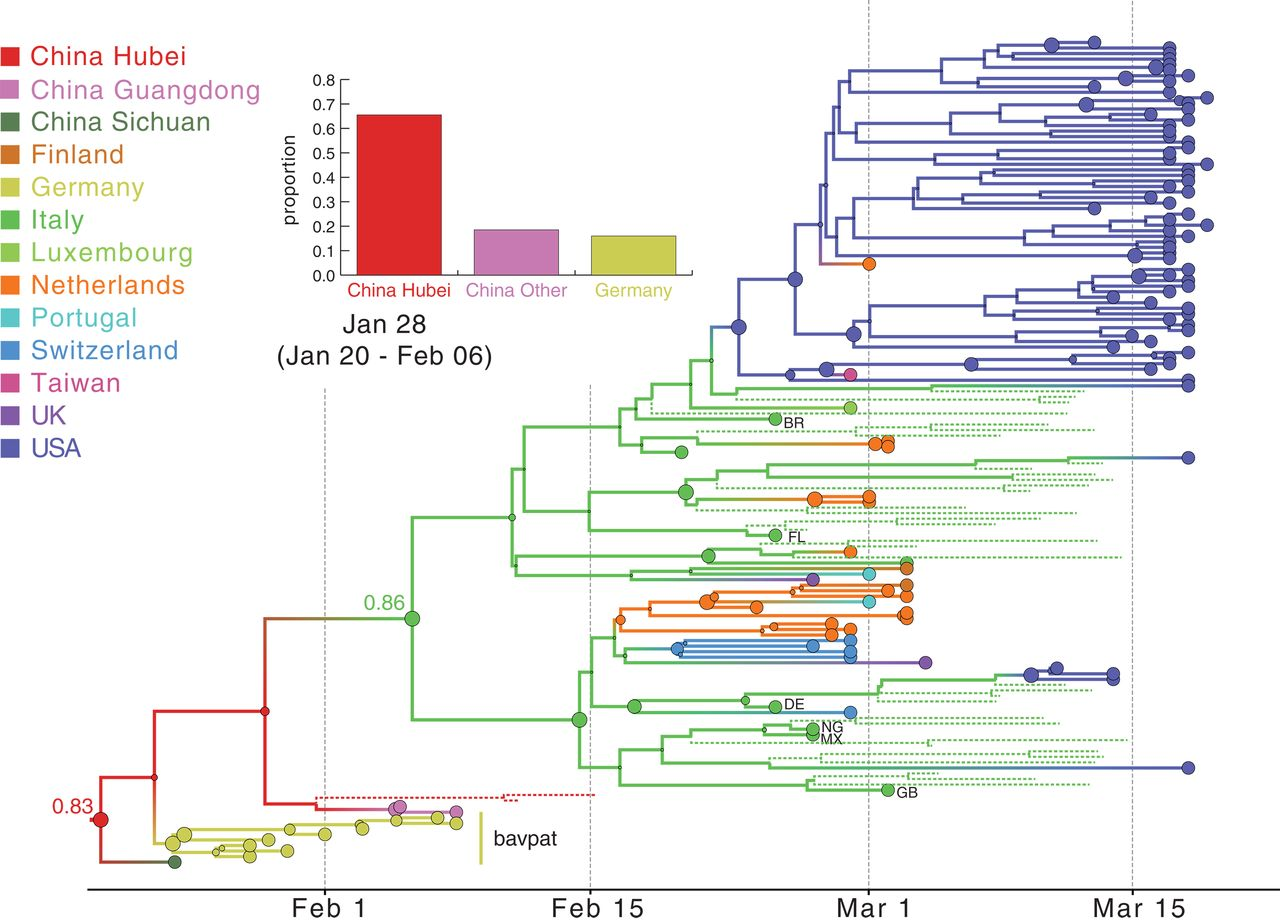 China Hubei
China Guangdong
China Sichuan
Finland
Germany
Italy
Luxembourg
Netherlands
Portugal
Switzerland
Taiwan
UK
USA
proportion
0.8
0.7
0.6
0.5
0.4
0.3
0.2
0.1
0.0
China Hubei China Other Germany
Jan 28
(Jan 20 - Feb 06)
BR
FL
0.86
DE
NG
MX
GB
0.83
bavpat
Feb 1 Feb 15 Mar 1 Mar 15